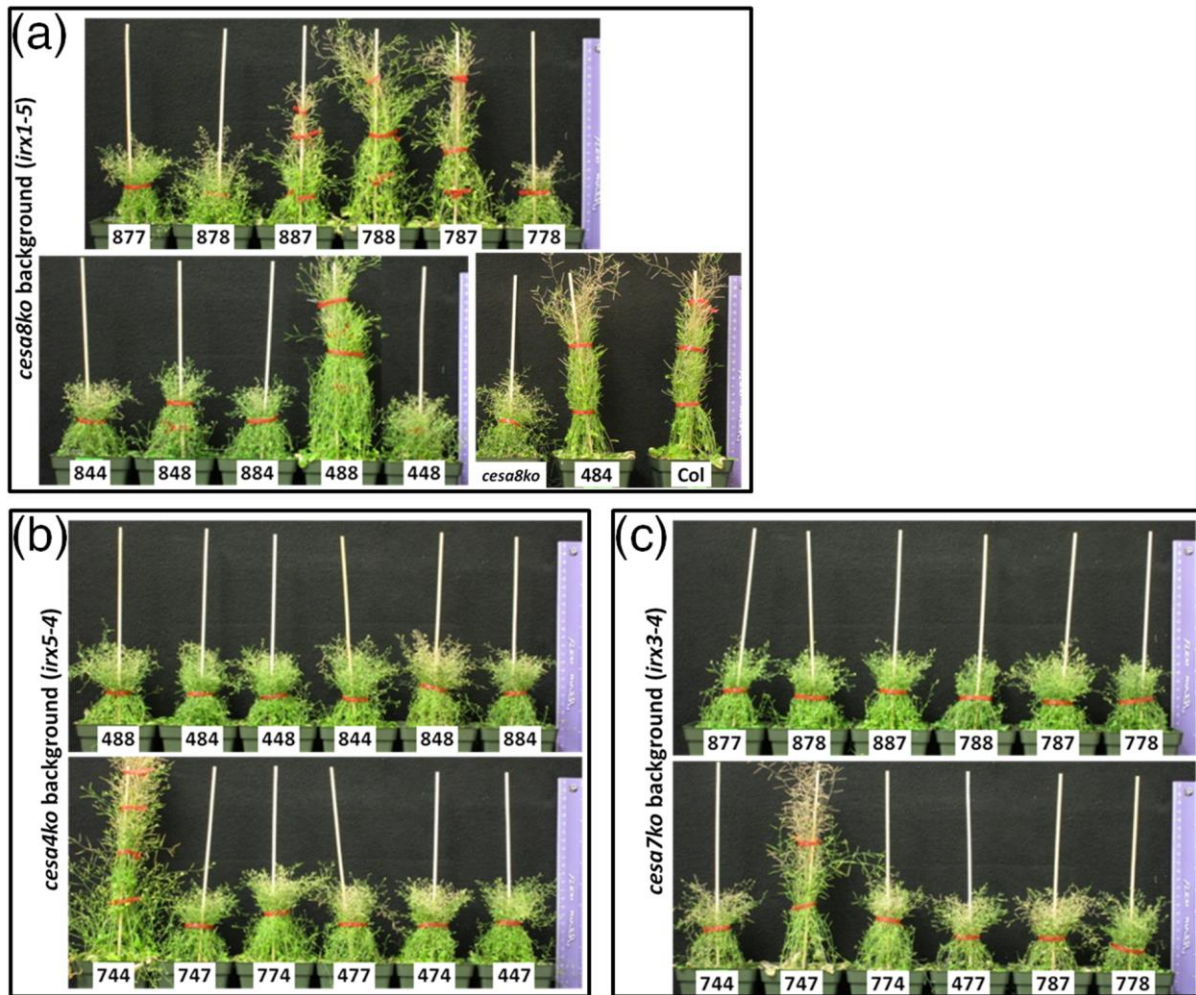 (a)
cesa8ko background (irx1-5)
877 878 887 788 787 778
844 848 884 488 448
cesa8ko 484 Col
(b)
cesa4ko background (irx5-4)
488 484 448 844 848 884
744 747 774 477 474 447
(c)
cesa7ko background (irx3-4)
877 878 887 788 787 778
744 747 774 477 787 778